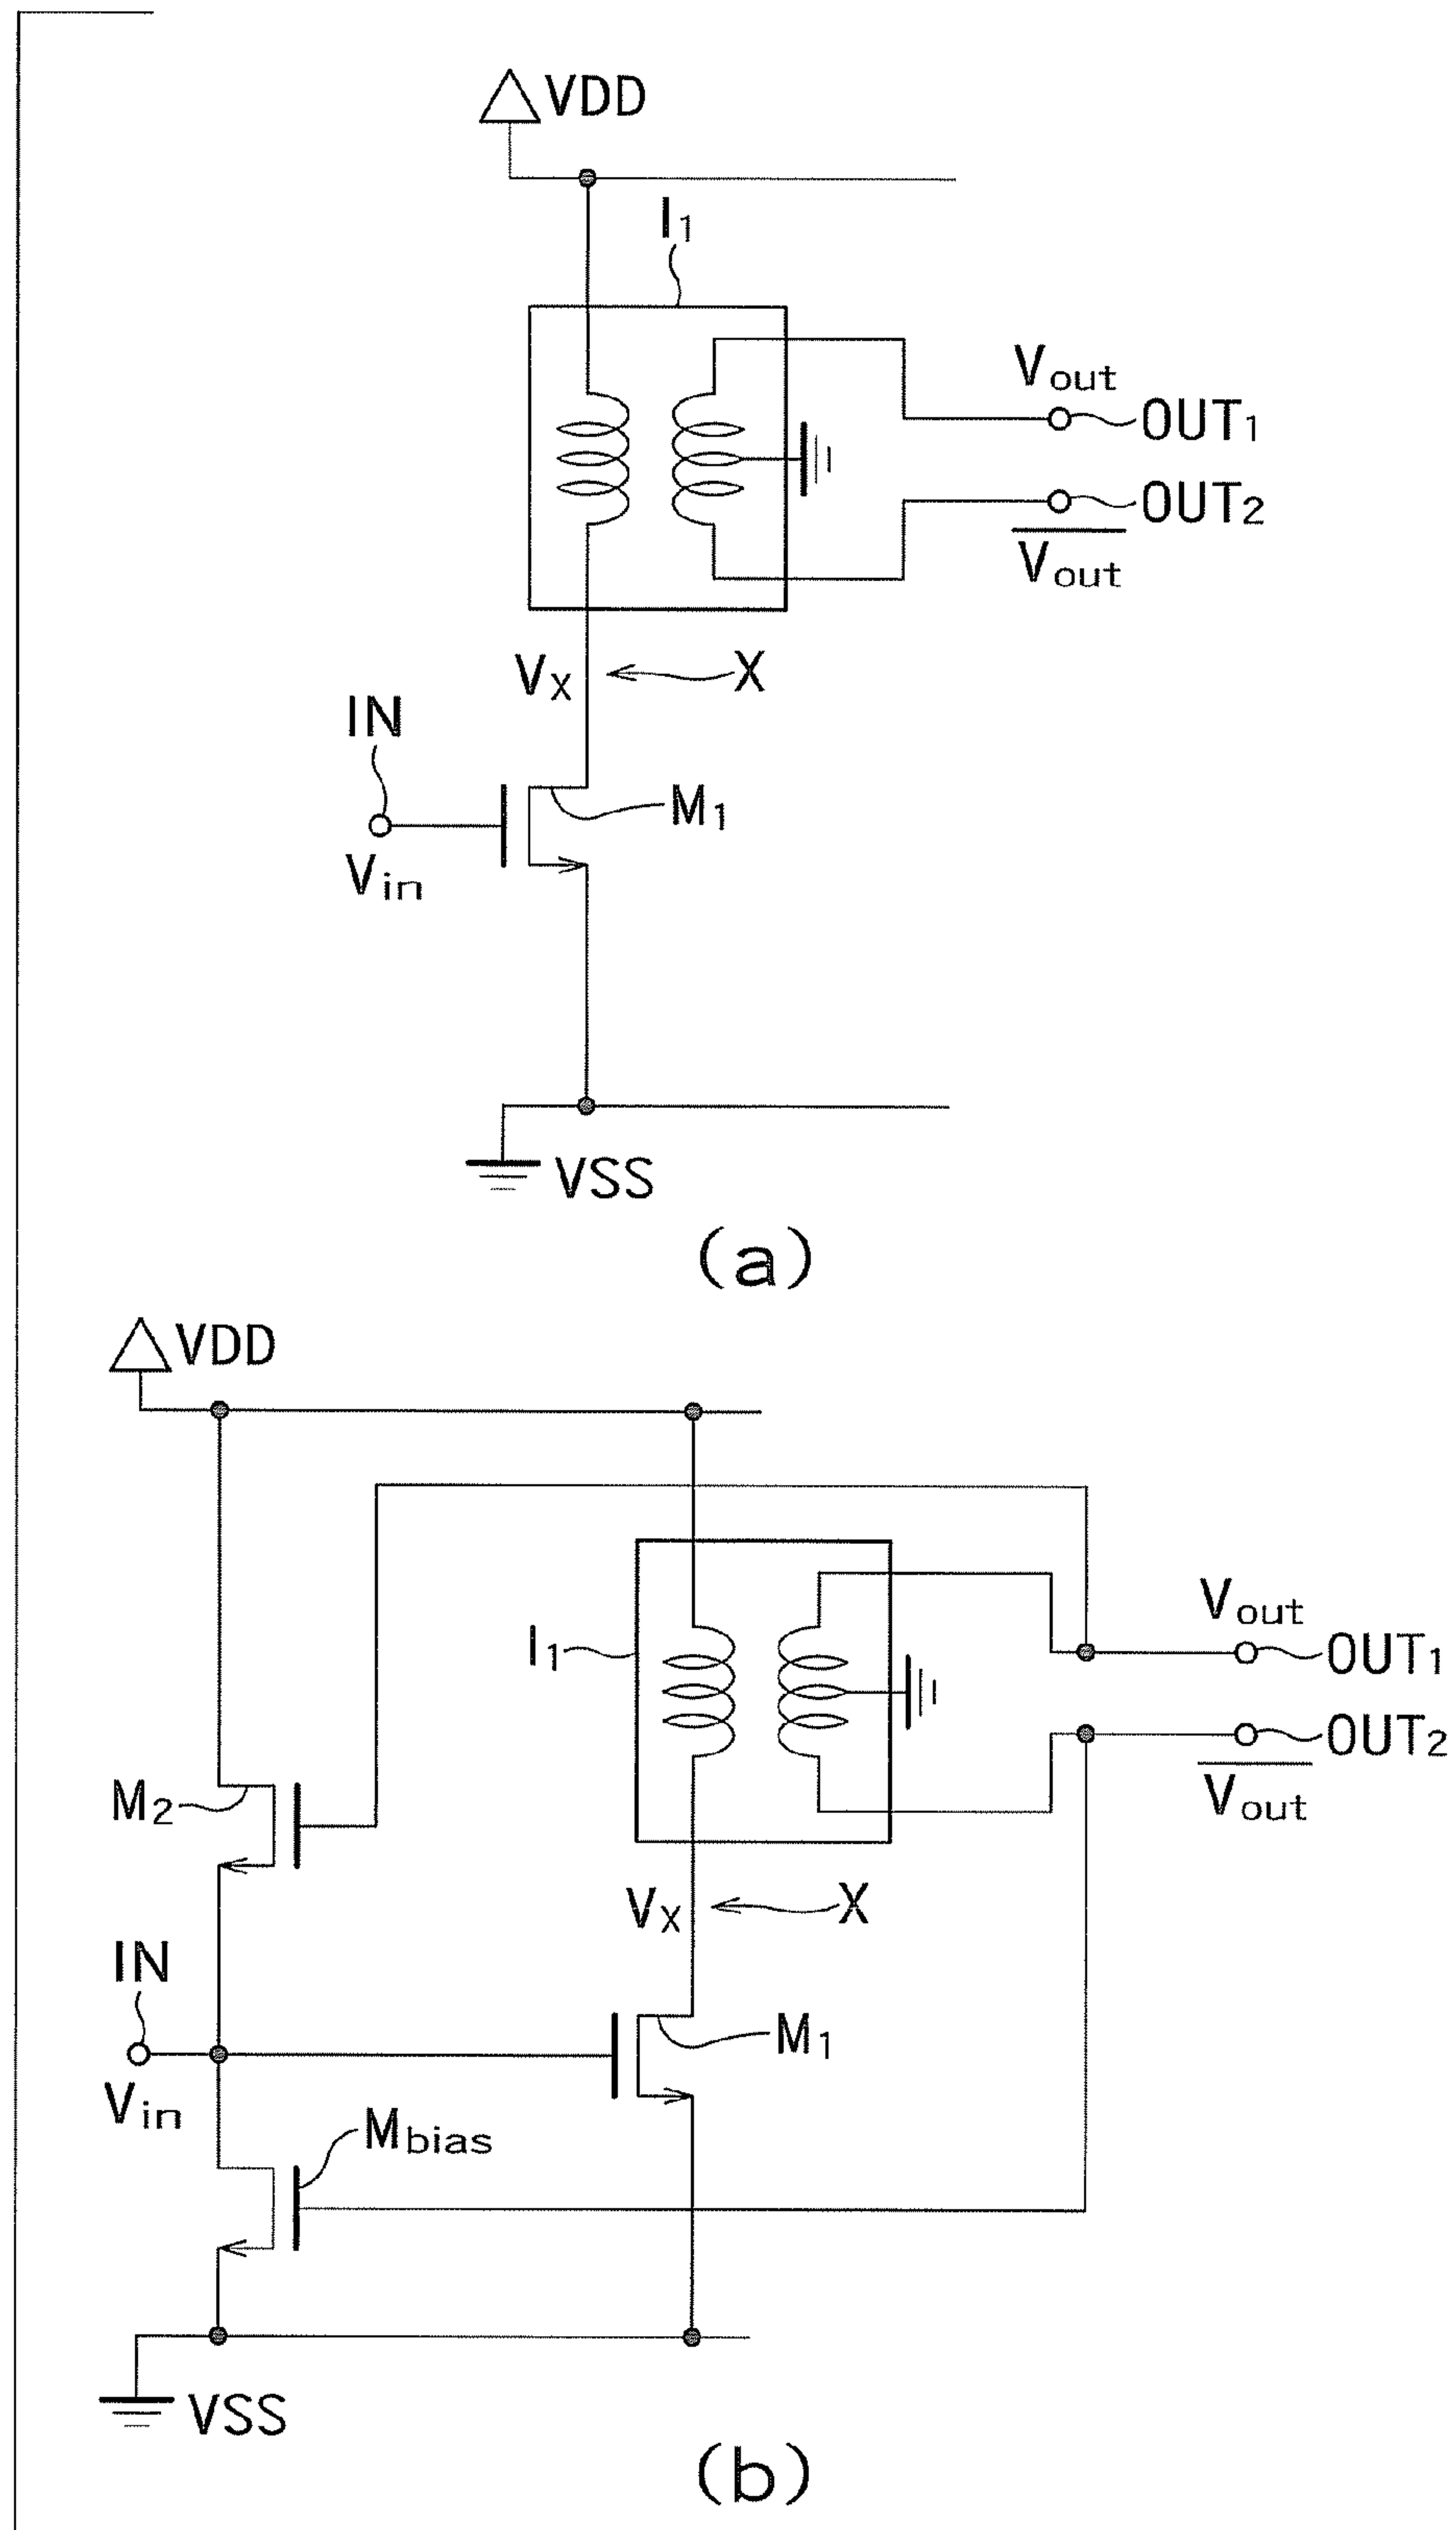 VDD
I1
Vout
OUT1
OUT2
Vout
VX
X
IN
M1
Vin
VSS
(a)
VDD
I1
Vout
OUT1
OUT2
Vout
M2
VX
X
IN
M1
Vin
Mbias
VSS
(b)